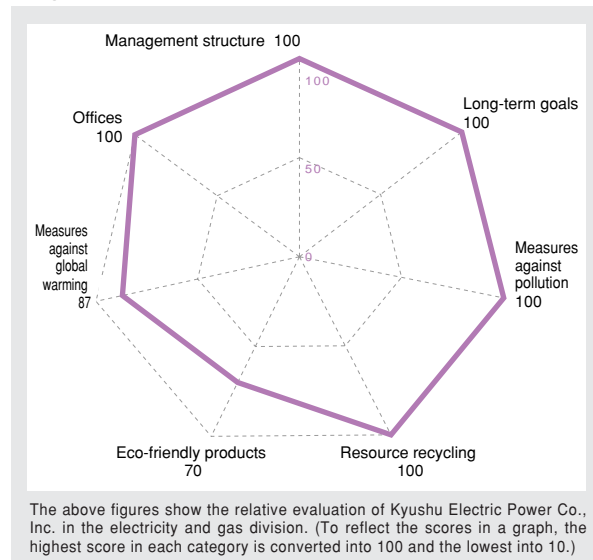 Management structure 100
100
Offices
100
Long-term goals
100
50
Measures
against
global
warming
87
0
Measures
against
pollution
100
Eco-friendly products
70
Resource recycling
100
The above figures show the relative evaluation of Kyushu Electric Power Co.,
Inc. in the electricity and gas division. (To reflect the scores in a graph, the
highest score in each category is converted into 100 and the lowest into 10.)